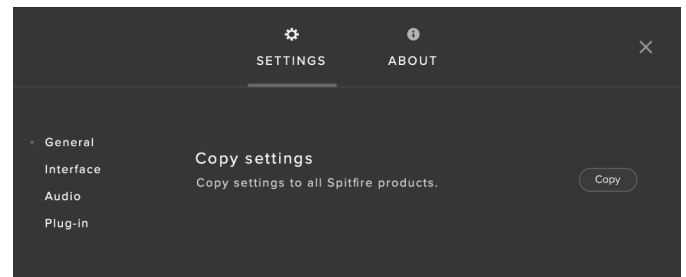 SETTINGS
ABOUT
General
Interface
Audio
Plug-in
Copy settings
Copy settings to all Spitfire products.
Copy